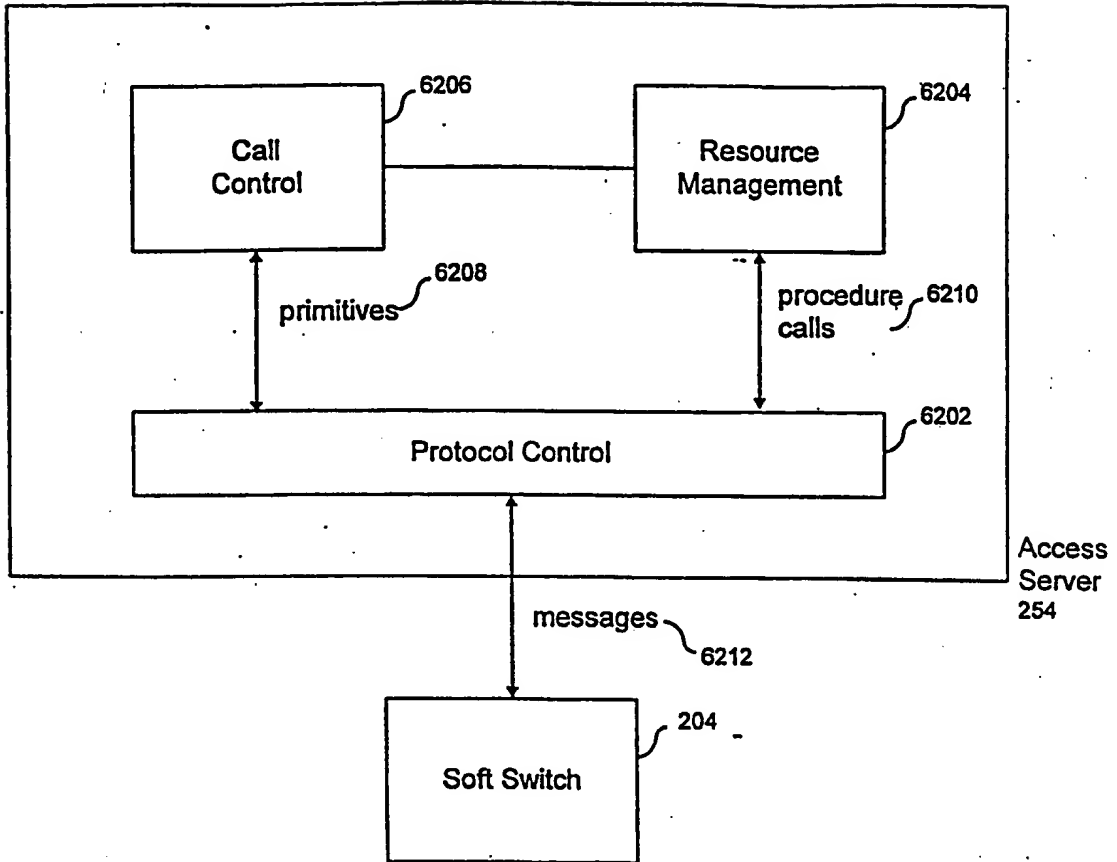 Call
Control
6206
Resource
Management
6204
primitives
6208
procedure
calls
6210
Protocol Control
6202
Access
Server
254
messages
6212
Soft Switch
204